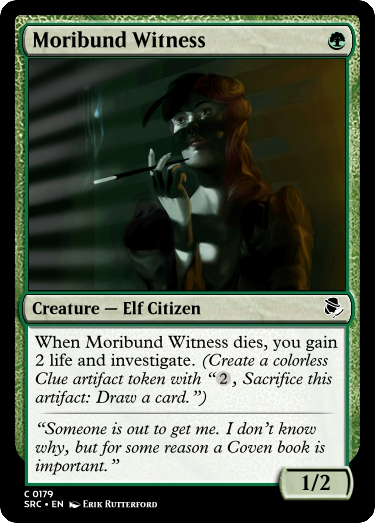 Moribund Witness
Creature — Elf Citizen
When Moribund Witness dies, you gain
2 life and investigate. (Create a colorless
Clue artifact token with “2, Sacrifice this
artifact: Draw a card.”)
“Someone is out to get me. I don’t know
why, but for some reason a Coven book is
important.”
1/2
C 0179
SRC • EN Erik Rutterford